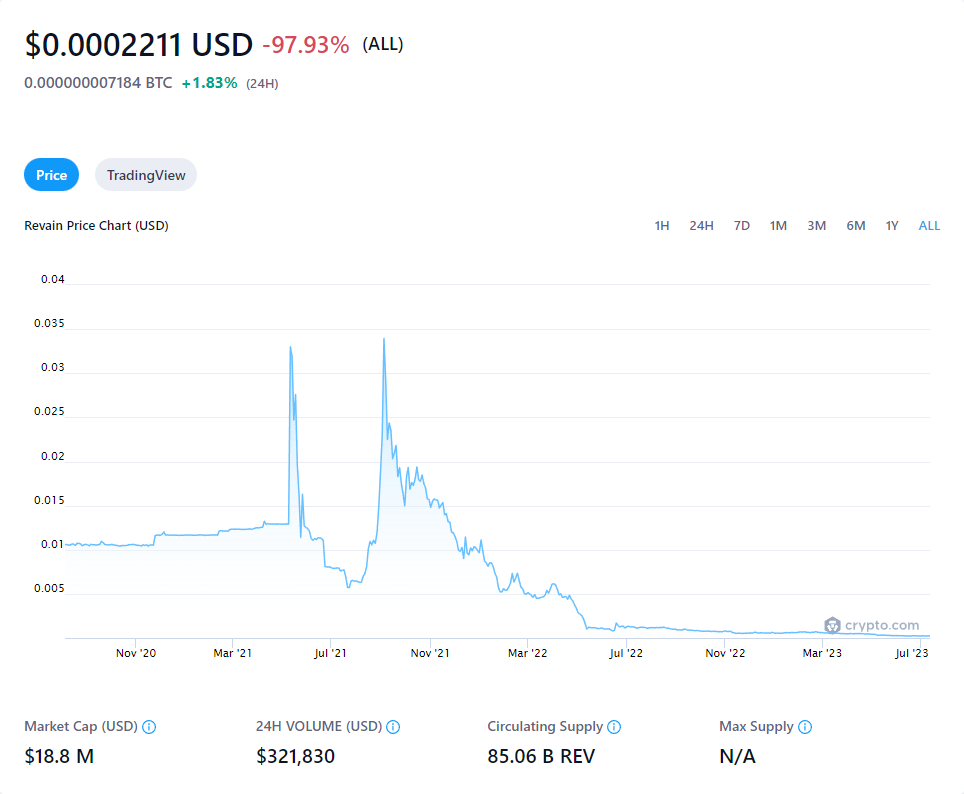 $0.0002211 USD -97.93% (ALL)
0.000000007184 BTC +1.83% (24H)
Price TradingView
Revain Price Chart (USD) 1H 24H 7D 1M 3M 6M 1Y ALL
0.04
0.035
0.03
0.025
0.02
0.015
0.01
0.005
crypto.com
Nov '20 Mar '21 Jul '21 Nov '21 Mar '22 Jul '22 Nov '22 Mar '23 Jul '23
Market Cap (USD) 24H VOLUME (USD) Circulating Supply Max Supply
$18.8 M $321,830 85.06 B REV N/A